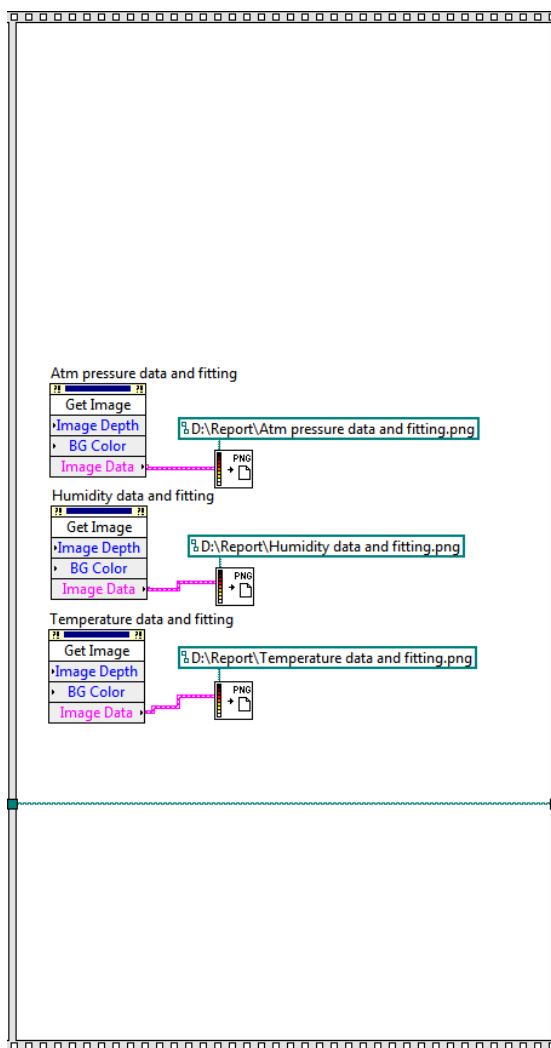 Atm pressure data and fitting
?! ?!
Get Image
Image Depth
D:\Report\Atm pressure data and fitting.png
BG Color
Image Data
PNG
Humidity data and fitting
?! ?!
Get Image
Image Depth
D:\Report\Humidity data and fitting.png
BG Color
Image Data
PNG
Temperature data and fitting
?! ?!
Get Image
D:\Report\Temperature data and fitting.png
Image Depth
BG Color
Image Data
PNG